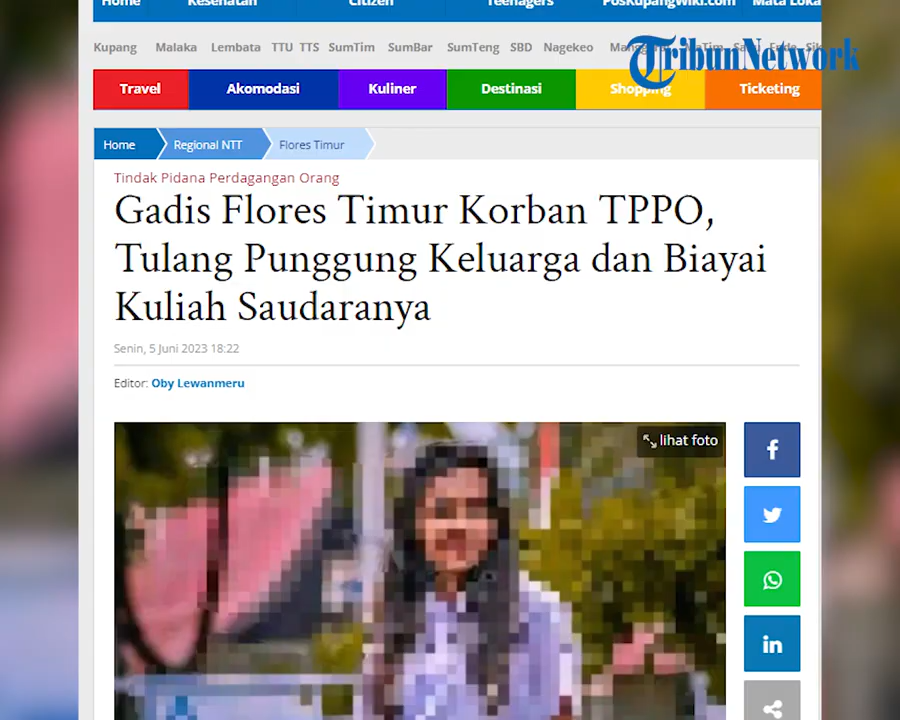 Home Kesehatan Citizen Teenagers PosKupangWiki.com Mata Loka
Kupang Malaka Lembata TTU TTS SumTim SumBar SumTeng SBD Nagekeo
TribunNetwork
Travel Akomodasi Kuliner Destinasi Shopping Ticketing
Home Regional NTT Flores Timur
Tindak Pidana Perdagangan Orang
Gadis Flores Timur Korban TPPO,
Tulang Punggung Keluarga dan Biayai
Kuliah Saudaranya
Senin, 5 Juni 2023 18:22
Editor: Oby Lewanmeru
lihat foto